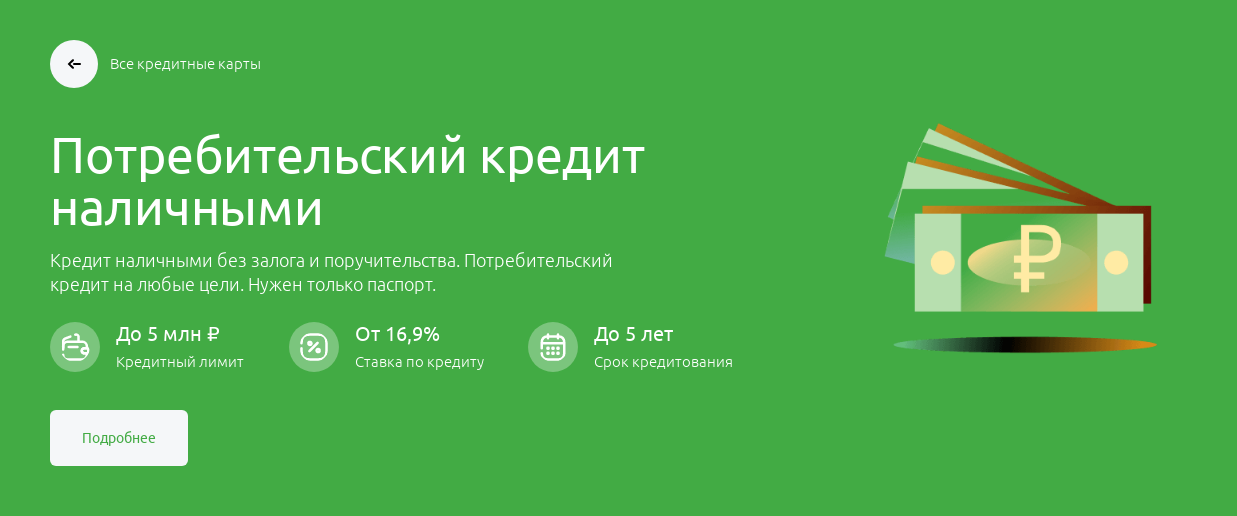 Все кредитные карты
Потребительский кредит
наличными
Кредит наличными без залога и поручительства. Потребительский
кредит на любые цели. Нужен только паспорт.
До 5 млн ₽
Кредитный лимит
От 16,9%
Ставка по кредиту
До 5 лет
Срок кредитования
Подробнее
₽